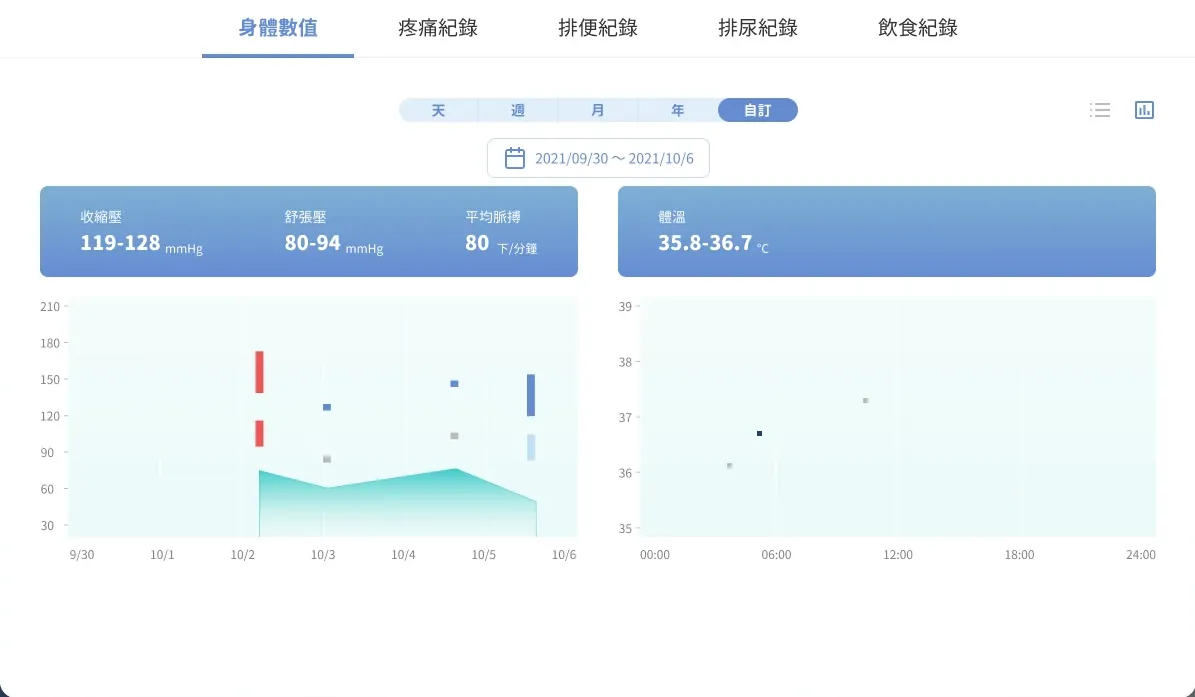 身體數值 疼痛紀錄 排便紀錄 排尿紀錄 飲食紀錄
天 週 月 年 自訂
2021/09/30 ～ 2021/10/6
收縮壓 舒張壓 平均脈搏
119-128 mmHg 80-94 mmHg 80 下/分鐘
體溫
35.8-36.7 °C
210
180
150
120
90
60
30
9/30 10/1 10/2 10/3 10/4 10/5 10/6
39
38
37
36
35
00:00 06:00 12:00 18:00 24:00